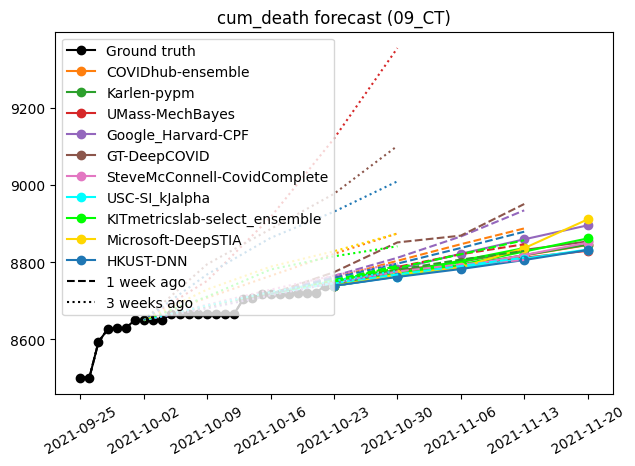 cum_death forecast (09_CT)
Ground truth
COVIDhub-ensemble
Karlen-pypm
UMass-MechBayes
Google_Harvard-CPF
GT-DeepCOVID
SteveMcConnell-CovidComplete
USC-SI_kJalpha
KITmetricslab-select_ensemble
Microsoft-DeepSTIA
HKUST-DNN
1 week ago
3 weeks ago
9200
9000
8800
8600
2021-09-25
2021-10-02
2021-10-09
2021-10-16
2021-10-23
2021-10-30
2021-11-06
2021-11-13
2021-11-20